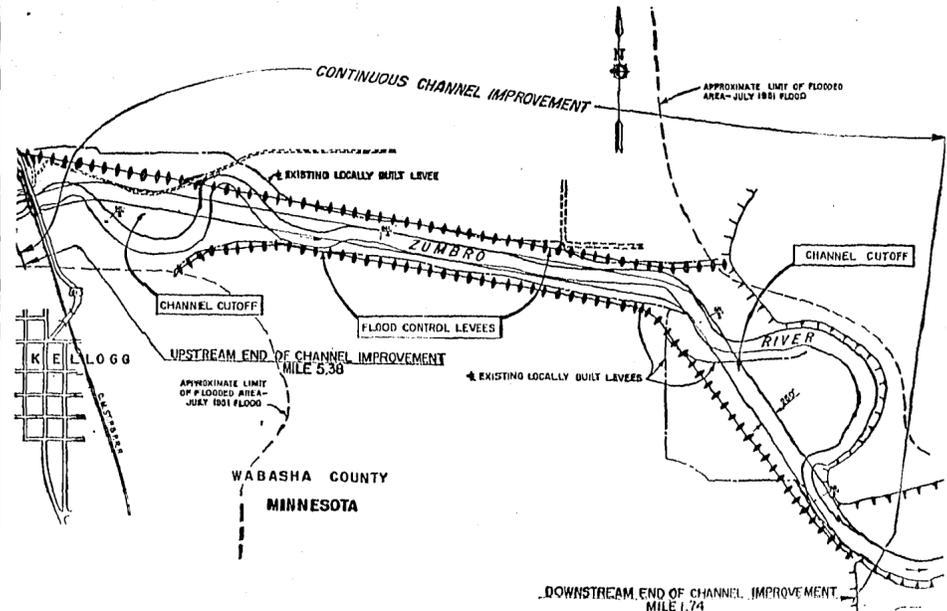 CONTINUOUS CHANNEL IMPROVEMENT
N
APPROXIMATE LIMIT OF FLOODED
AREA-JULY 1951 FLOOD
EXISTING LOCALLY BUILT LEVEE
ZUMBRO
CHANNEL CUTOFF
CHANNEL CUTOFF
FLOOD CONTROL LEVEES
RIVER
KELLOGG
UPSTREAM END OF CHANNEL IMPROVEMENT
MILE 5.38
EXISTING LOCALLY BUILT LEVEES
APPROXIMATE LIMIT
OF FLOODED AREA-
JULY 1951 FLOOD
WABASHA COUNTY
MINNESOTA
DOWNSTREAM END OF CHANNEL IMPROVEMENT
MILE 1.74